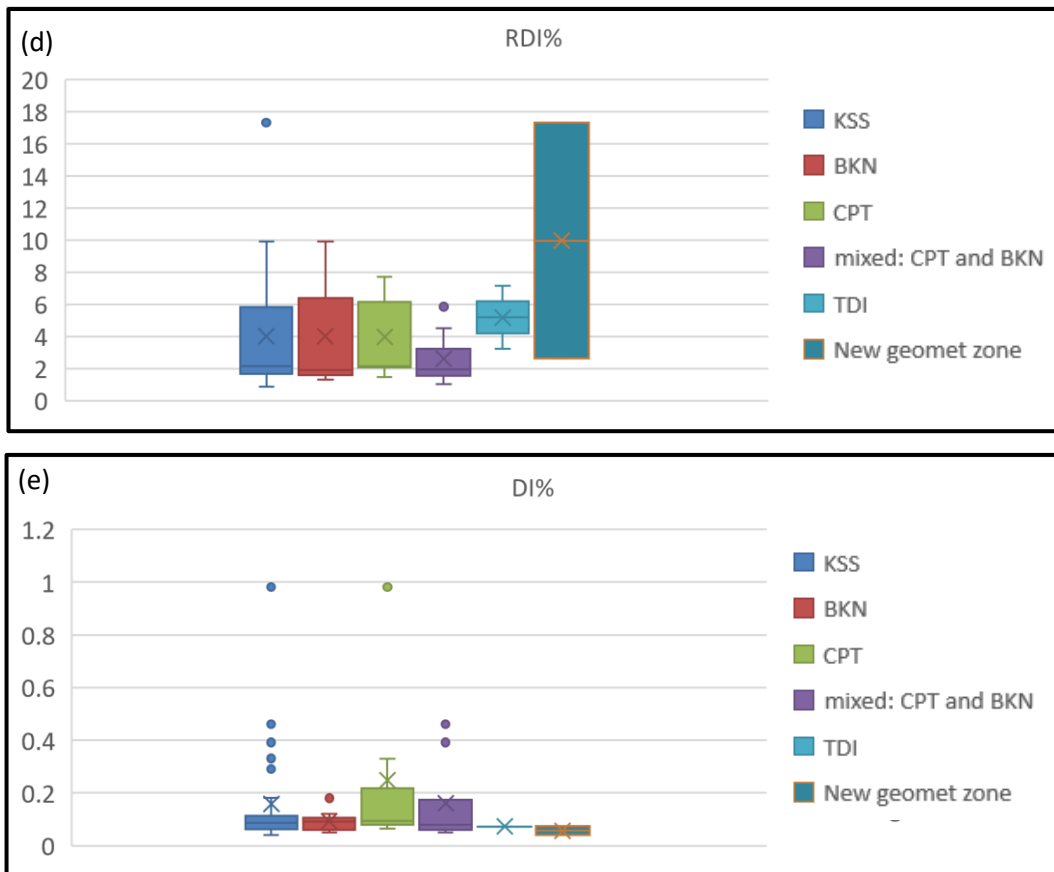 (d)
RDI%
20
18
16
14
12
10
8
6
4
2
0
KSS
BKN
CPT
mixed: CPT and BKN
TDI
New geomet zone
(e)
DI%
1.2
1
0.8
0.6
0.4
0.2
0
KSS
BKN
CPT
mixed: CPT and BKN
TDI
New geomet zone